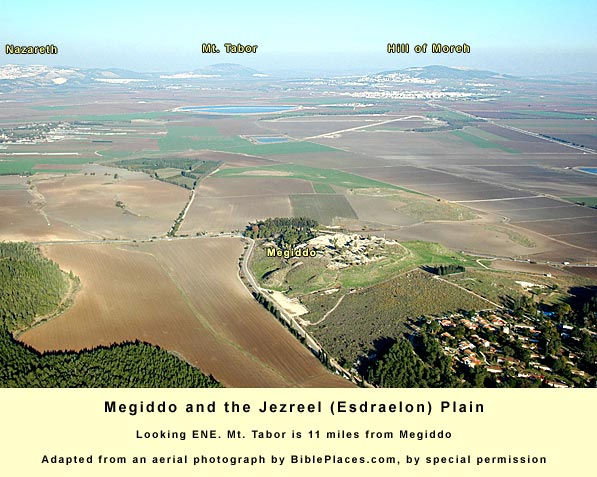 Nazareth
Mt. Tabor
Hill of Moreh
Megiddo
Megiddo and the Jezreel (Esdraelon) Plain
Looking ENE. Mt. Tabor is 11 miles from Megiddo
Adapted from an aerial photograph by BiblePlaces.com, by special permission